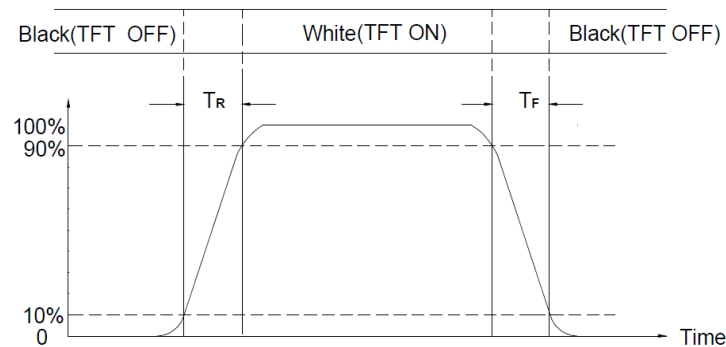 Black(TFT OFF) White(TFT ON) Black(TFT OFF)
TR TF
100%
90%
10%
0
Time